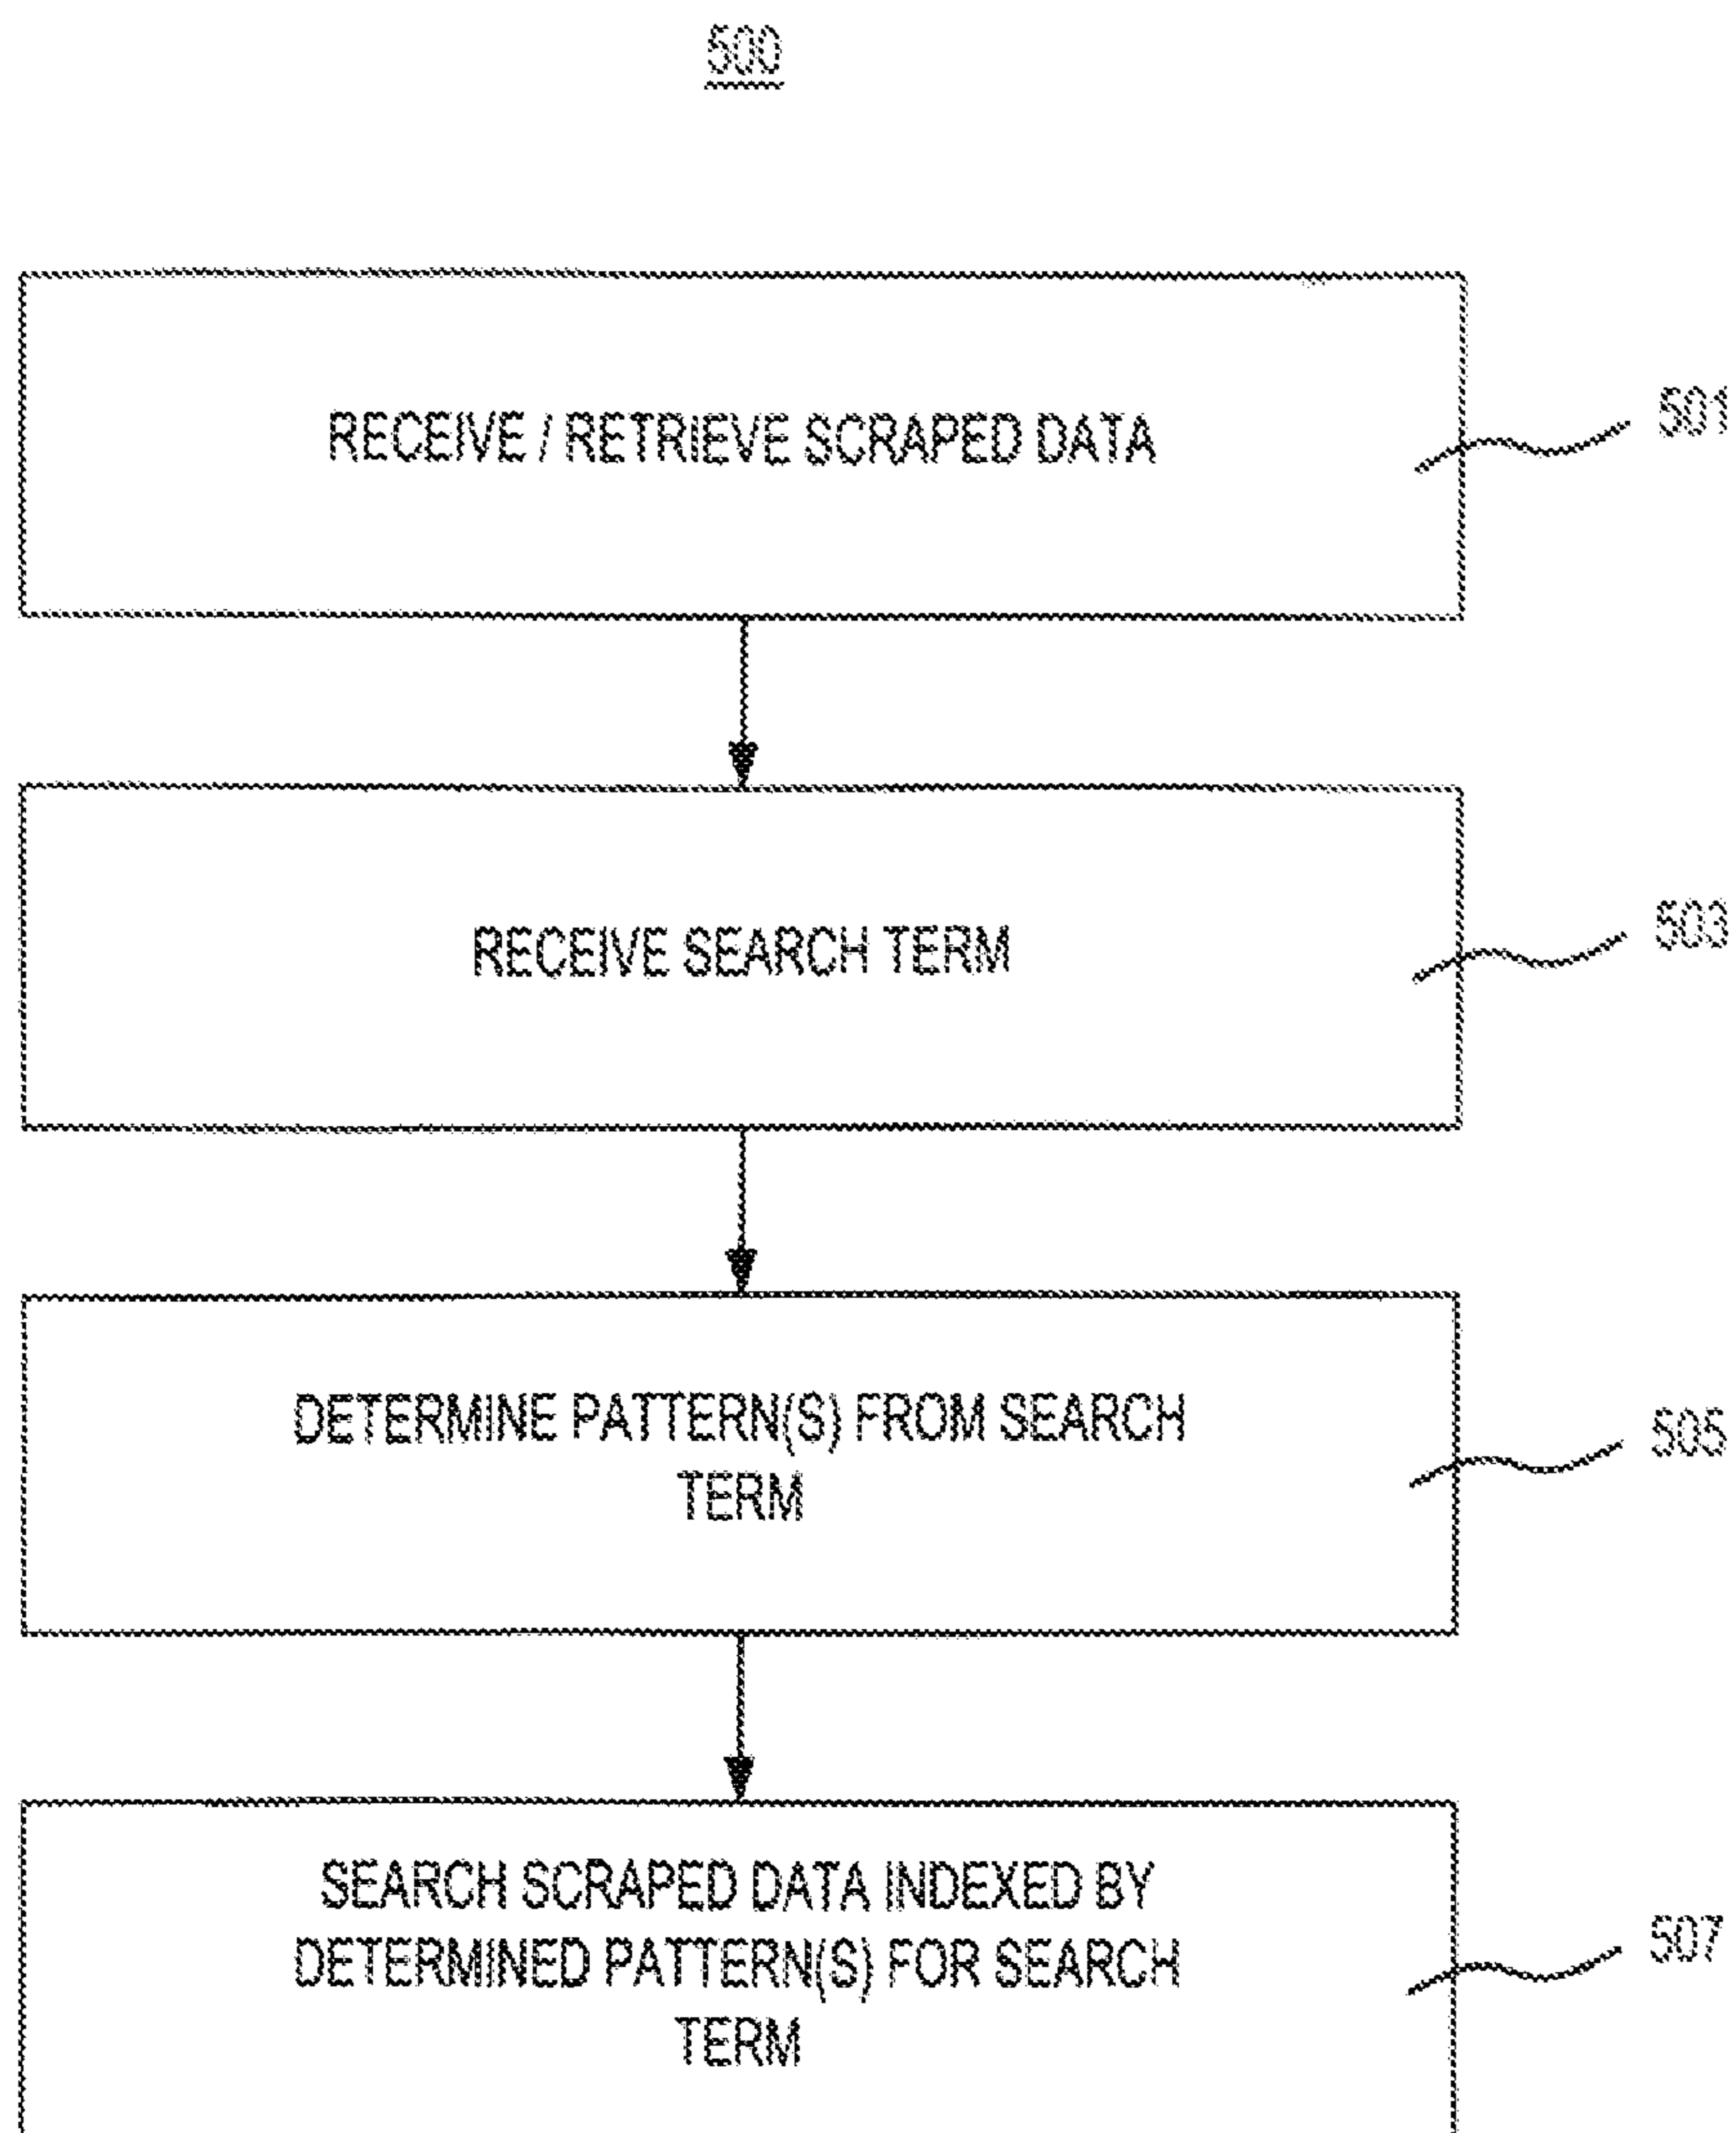 500
RECEIVE / RETRIEVE SCRAPED DATA
501
RECEIVE SEARCH TERM
503
DETERMINE PATTERN(S) FROM SEARCH
TERM
505
SEARCH SCRAPED DATA INDEXED BY
DETERMINED PATTERN(S) FOR SEARCH
TERM
507